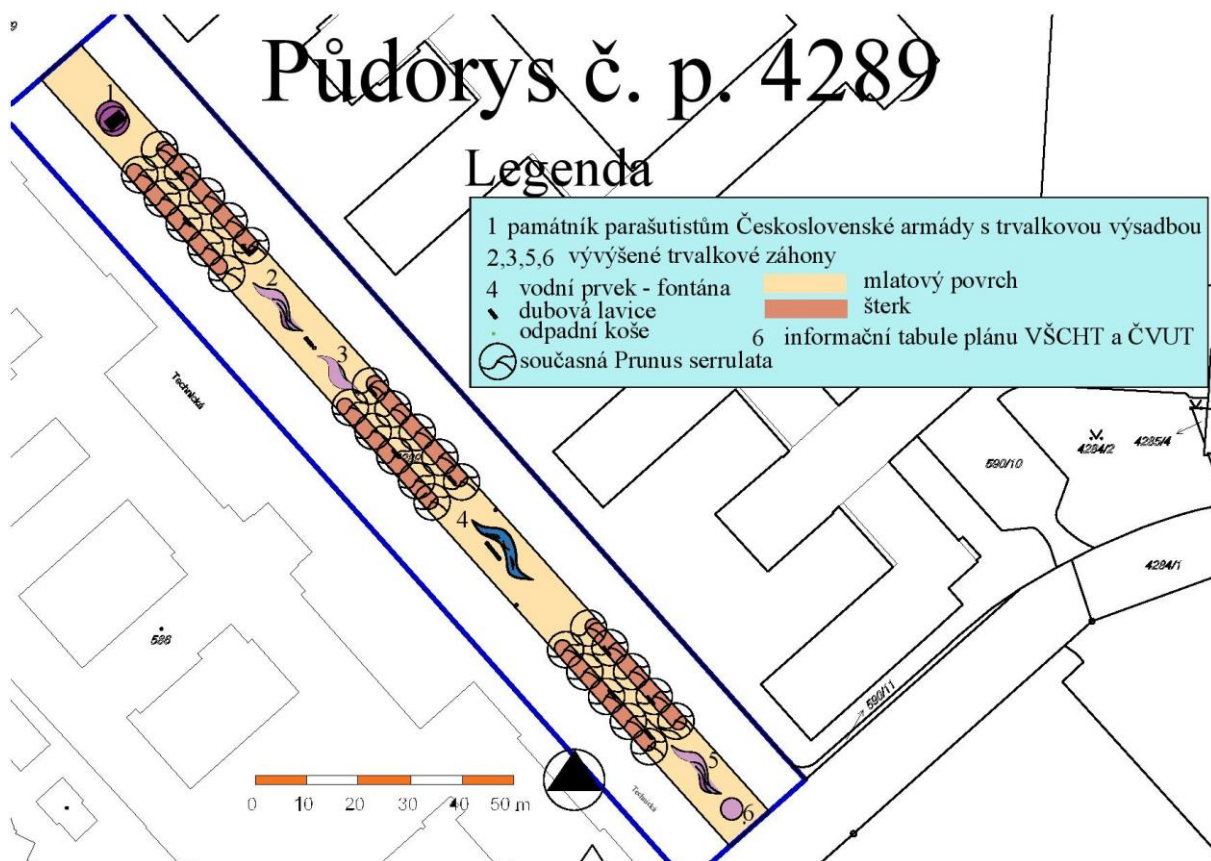 Půdorys č. p. 4289
Legenda
1 památník parašutistům Československé armády s trvalkovou výsadbou
2,3,5,6 vývýšené trvalkové záhony
4 vodní prvek - fontána
mlatový povrch
dubová lavice
šterk
odpadní koše
6 informační tabule plánu VŠCHT a ČVUT
současná Prunus serrulata
1
2
3
Technická
4285/4
4284/2
590/10
4
4284/1
586
590/11
5
Technická
6
0 10 20 30 40 50 m